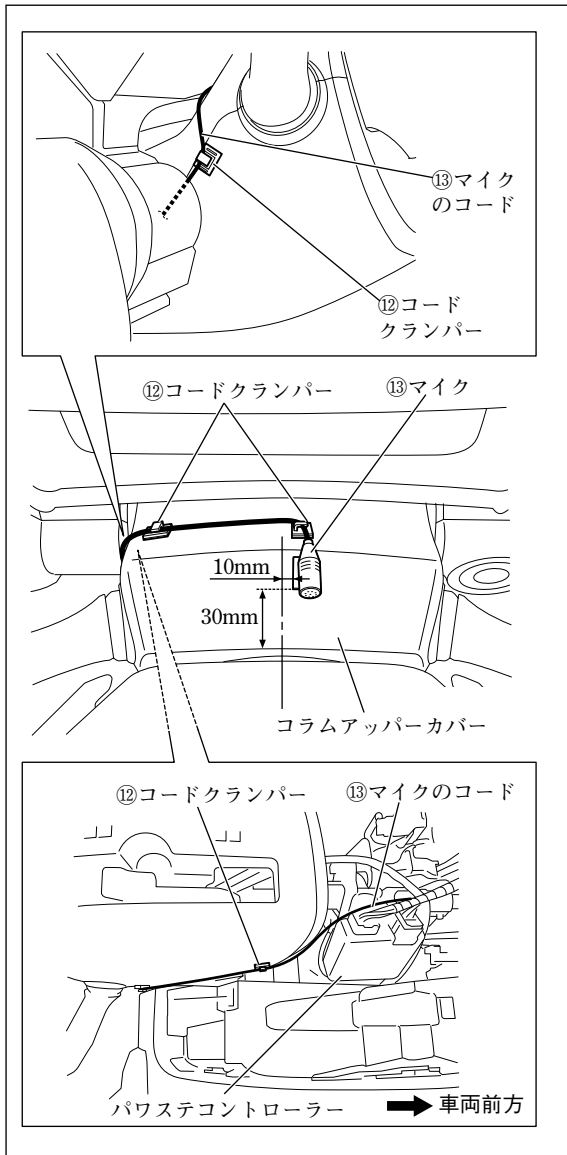 ⑬マイク
のコード
⑫コード
クランパー
⑫コードクランパー
⑬マイク
10mm
30mm
コラムアッパーカバー
⑫コードクランパー
⑬マイクのコード
パワステコントローラー
車両前方